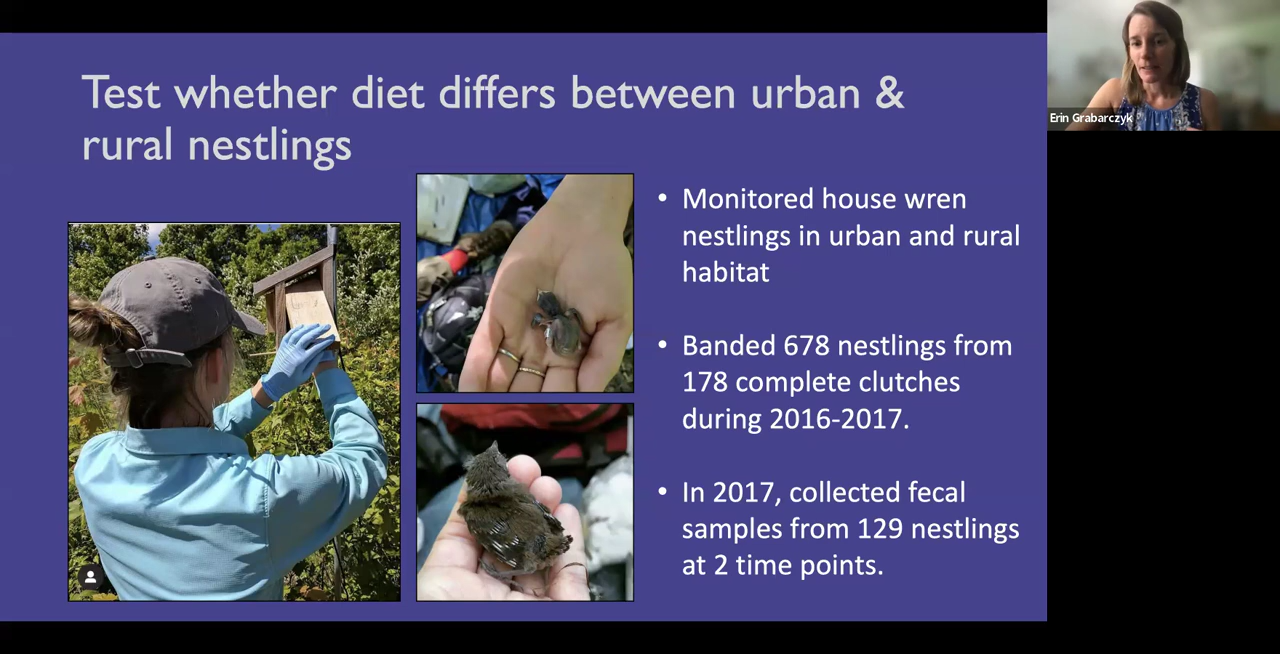 Test whether diet differs between urban &
rural nestlings
• Monitored house wren
nestlings in urban and rural
habitat
• Banded 678 nestlings from
178 complete clutches
during 2016-2017.
• In 2017, collected fecal
samples from 129 nestlings
at 2 time points.
Erin Grabarczyk